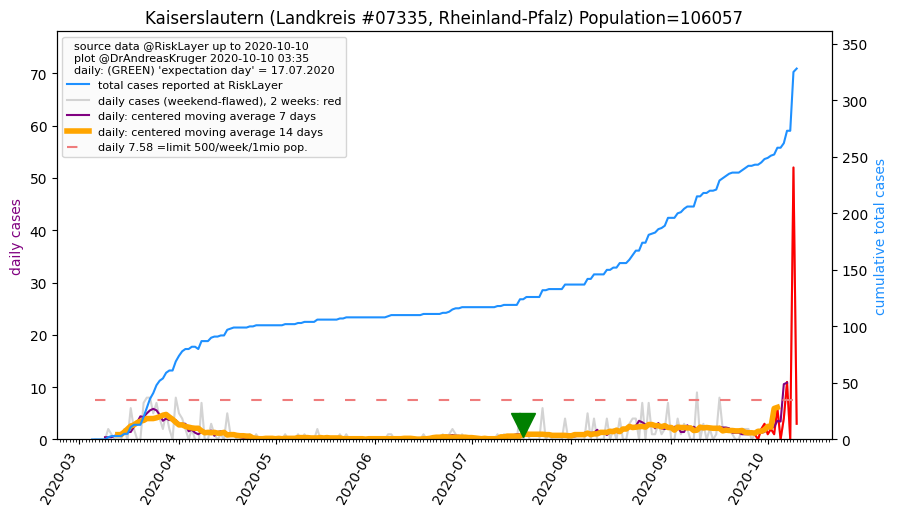 Kaiserslautern (Landkreis #07335, Rheinland-Pfalz) Population=106057
source data @RiskLayer up to 2020-10-10
plot @DrAndreasKruger 2020-10-10 03:35
daily: (GREEN) 'expectation day' = 17.07.2020
total cases reported at RiskLayer
daily cases (weekend-flawed), 2 weeks: red
daily: centered moving average 7 days
daily: centered moving average 14 days
daily 7.58 =limit 500/week/1mio pop.
daily cases
70
60
50
40
30
20
10
0
350
300
250
200
150
100
50
0
cumulative total cases
2020-03
2020-04
2020-05
2020-06
2020-07
2020-08
2020-09
2020-10